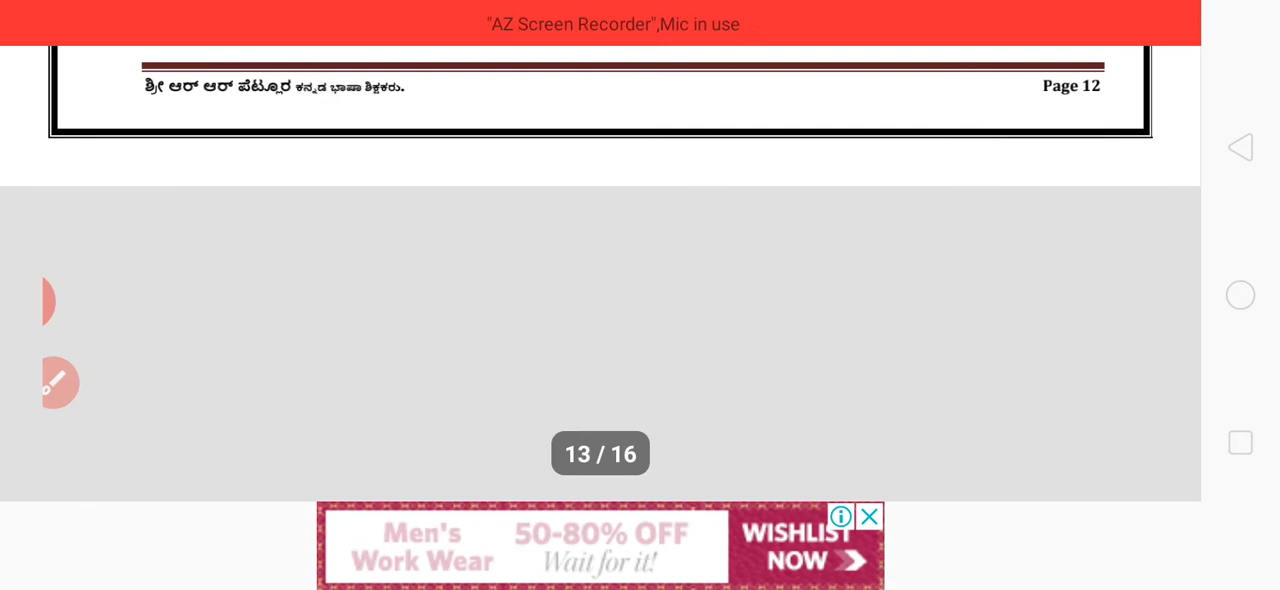 "AZ Screen Recorder",Mic in use
ಶ್ರೀ ಆರ್ ಆರ್ ಪೆಟ್ಲೂರ ಕನ್ನಡ ಭಾಷಾ ಶಿಕ್ಷಕರು.
Page 12
13 / 16
Men's
Work Wear
50-80% OFF
Wait for it!
WISHLIST
NOW